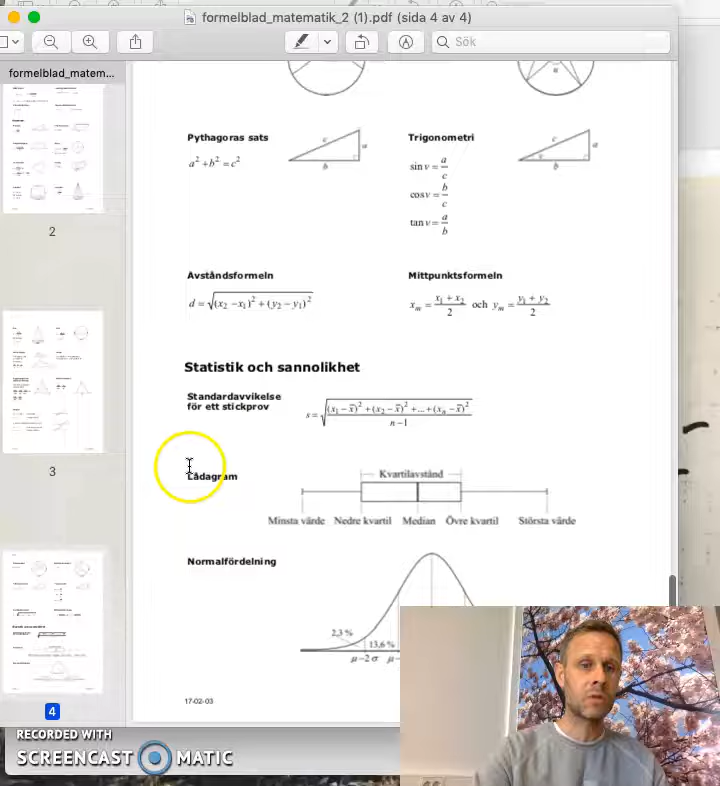 formelblad_matematik_2 (1).pdf (sida 4 av 4)
Sök
formelblad_matem...
2
3
4
Pythagoras sats
a² + b² = c²
c
a
b
Trigonometri
sin v = a/c
cos v = b/c
tan v = a/b
c
a
b
Avståndsformeln
d = √((x₂ − x₁)² + (y₂ − y₁)²)
Mittpunktsformeln
xₘ = (x₁ + x₂)/2 och yₘ = (y₁ + y₂)/2
Statistik och sannolikhet
Standardavvikelse
för ett stickprov
s = √(((x₁ − x̄)² + (x₂ − x̄)² + ... + (xₙ − x̄)²)/(n − 1))
Lådagram
Kvartilavstånd
Minsta värde Nedre kvartil Median Övre kvartil Största värde
Normalfördelning
2,3 %
13,6 %
μ−2σ μ−
17-02-03
RECORDED WITH
SCREENCAST MATIC